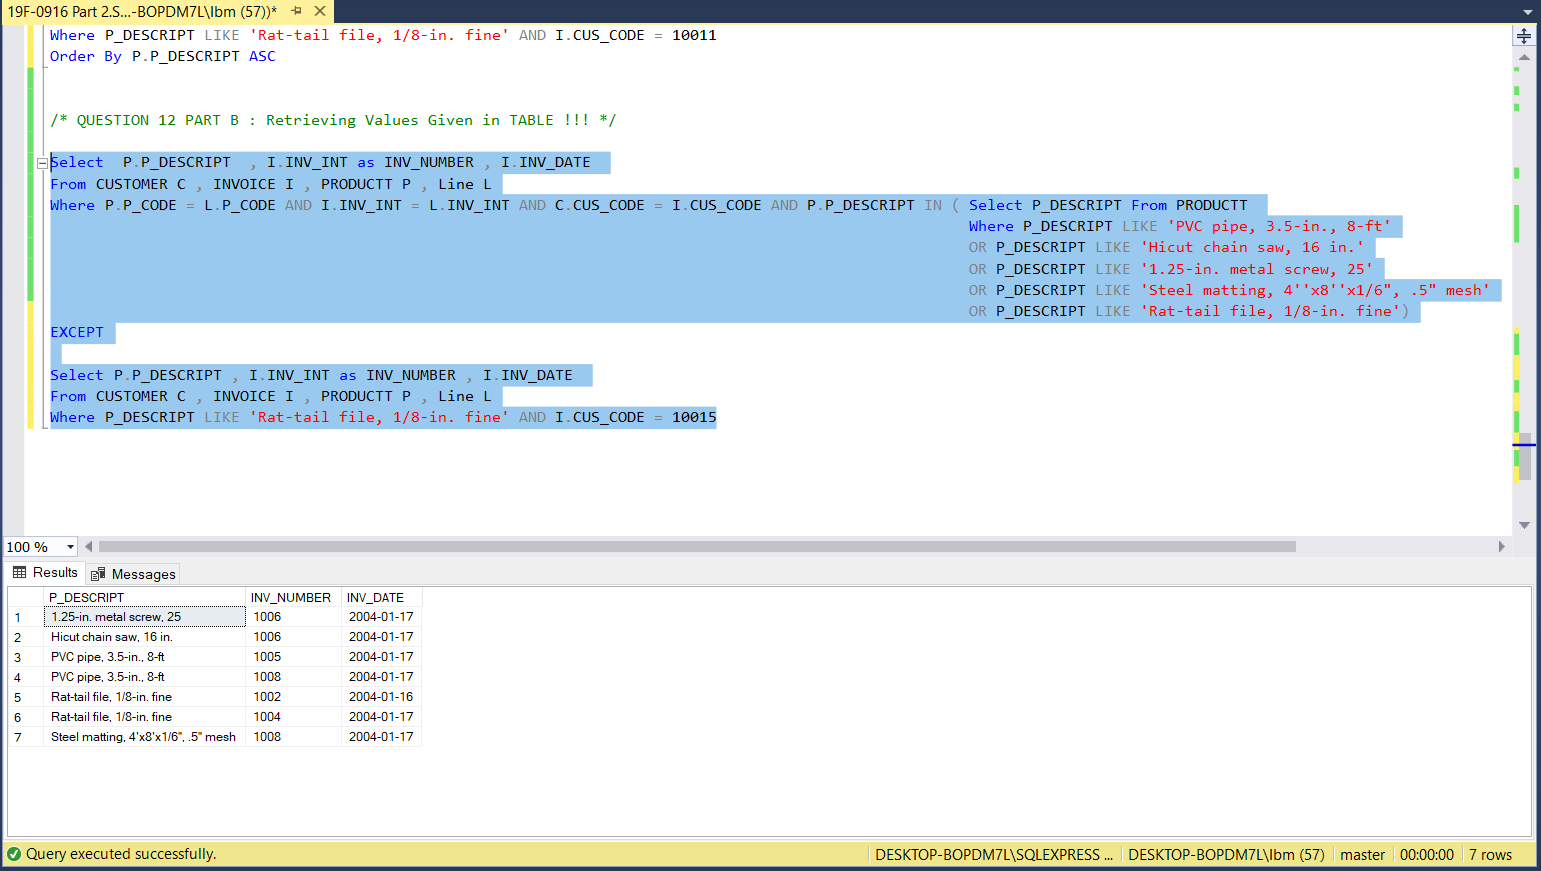 19F-0916 Part 2.S...-BOPDM7L\Ibm (57))*
Where P_DESCRIPT LIKE 'Rat-tail file, 1/8-in. fine' AND I.CUS_CODE = 10011
Order By P.P_DESCRIPT ASC
/* QUESTION 12 PART B : Retrieving Values Given in TABLE !!! */
Select  P.P_DESCRIPT  , I.INV_INT as INV_NUMBER , I.INV_DATE
From CUSTOMER C , INVOICE I , PRODUCTT P , Line L
Where P.P_CODE = L.P_CODE AND I.INV_INT = L.INV_INT AND C.CUS_CODE = I.CUS_CODE AND P.P_DESCRIPT IN ( Select P_DESCRIPT From PRODUCTT
Where P_DESCRIPT LIKE 'PVC pipe, 3.5-in., 8-ft'
OR P_DESCRIPT LIKE 'Hicut chain saw, 16 in.'
OR P_DESCRIPT LIKE '1.25-in. metal screw, 25'
OR P_DESCRIPT LIKE 'Steel matting, 4''x8''x1/6", .5" mesh'
OR P_DESCRIPT LIKE 'Rat-tail file, 1/8-in. fine')
EXCEPT
Select P.P_DESCRIPT , I.INV_INT as INV_NUMBER , I.INV_DATE
From CUSTOMER C , INVOICE I , PRODUCTT P , Line L
Where P_DESCRIPT LIKE 'Rat-tail file, 1/8-in. fine' AND I.CUS_CODE = 10015
100 %
Results Messages
P_DESCRIPT INV_NUMBER INV_DATE
1 1.25-in. metal screw, 25 1006 2004-01-17
2 Hicut chain saw, 16 in. 1006 2004-01-17
3 PVC pipe, 3.5-in., 8-ft 1005 2004-01-17
4 PVC pipe, 3.5-in., 8-ft 1008 2004-01-17
5 Rat-tail file, 1/8-in. fine 1002 2004-01-16
6 Rat-tail file, 1/8-in. fine 1004 2004-01-17
7 Steel matting, 4'x8'x1/6", .5" mesh 1008 2004-01-17
Query executed successfully. DESKTOP-BOPDM7L\SQLEXPRESS ... DESKTOP-BOPDM7L\Ibm (57) master 00:00:00 7 rows